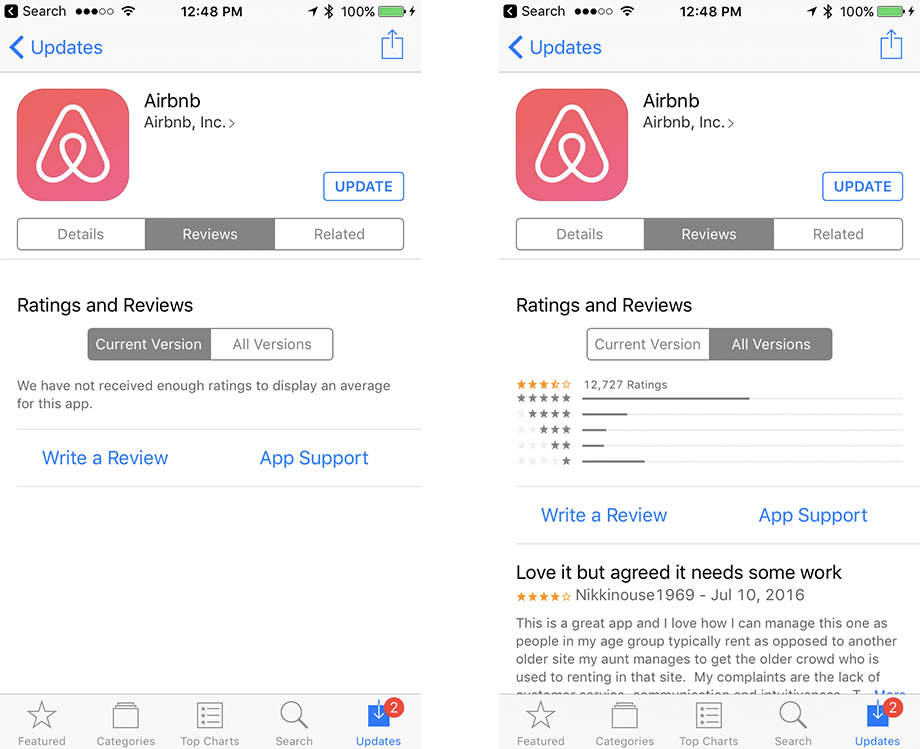 Search 12:48 PM 100%
Updates
Airbnb
Airbnb, Inc.
UPDATE
Details Reviews Related
Ratings and Reviews
Current Version All Versions
We have not received enough ratings to display an average
for this app.
Write a Review App Support
Featured Categories Top Charts Search Updates
2
Search 12:48 PM 100%
Updates
Airbnb
Airbnb, Inc.
UPDATE
Details Reviews Related
Ratings and Reviews
Current Version All Versions
12,727 Ratings
Write a Review App Support
Love it but agreed it needs some work
Nikkinouse1969 - Jul 10, 2016
This is a great app and I love how I can manage this one as
people in my age group typically rent as opposed to another
older site my aunt manages to get the older crowd who is
used to renting in that site. My complaints are the lack of
customer service, communication and intuitiveness. T... More
Featured Categories Top Charts Search Updates
2